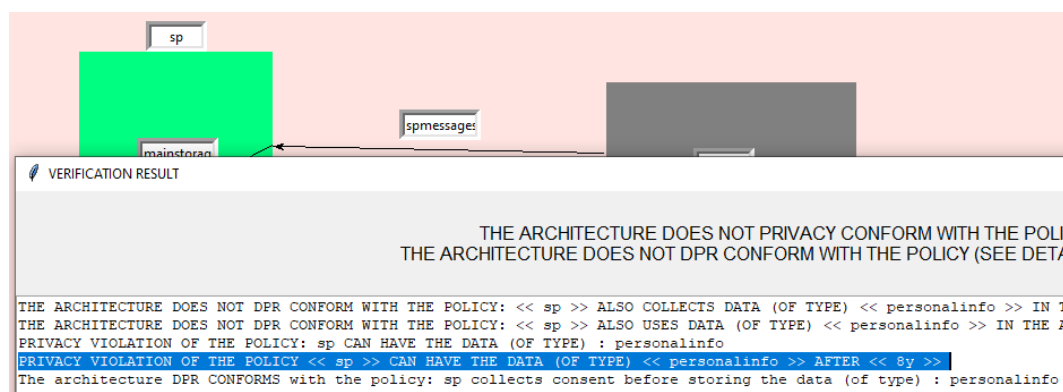 sp
spmessages
mainstorag
VERIFICATION RESULT
THE ARCHITECTURE DOES NOT PRIVACY CONFORM WITH THE POLI
THE ARCHITECTURE DOES NOT DPR CONFORM WITH THE POLICY (SEE DETA
THE ARCHITECTURE DOES NOT DPR CONFORM WITH THE POLICY: << sp >> ALSO COLLECTS DATA (OF TYPE) << personalinfo >> IN T
THE ARCHITECTURE DOES NOT DPR CONFORM WITH THE POLICY: << sp >> ALSO USES DATA (OF TYPE) << personalinfo >> IN THE A
PRIVACY VIOLATION OF THE POLICY: sp CAN HAVE THE DATA (OF TYPE) : personalinfo
PRIVACY VIOLATION OF THE POLICY << sp >> CAN HAVE THE DATA (OF TYPE) << personalinfo >> AFTER << 8y >>
The architecture DPR CONFORMS with the policy: sp collects consent before storing the data (of type) : personalinfo